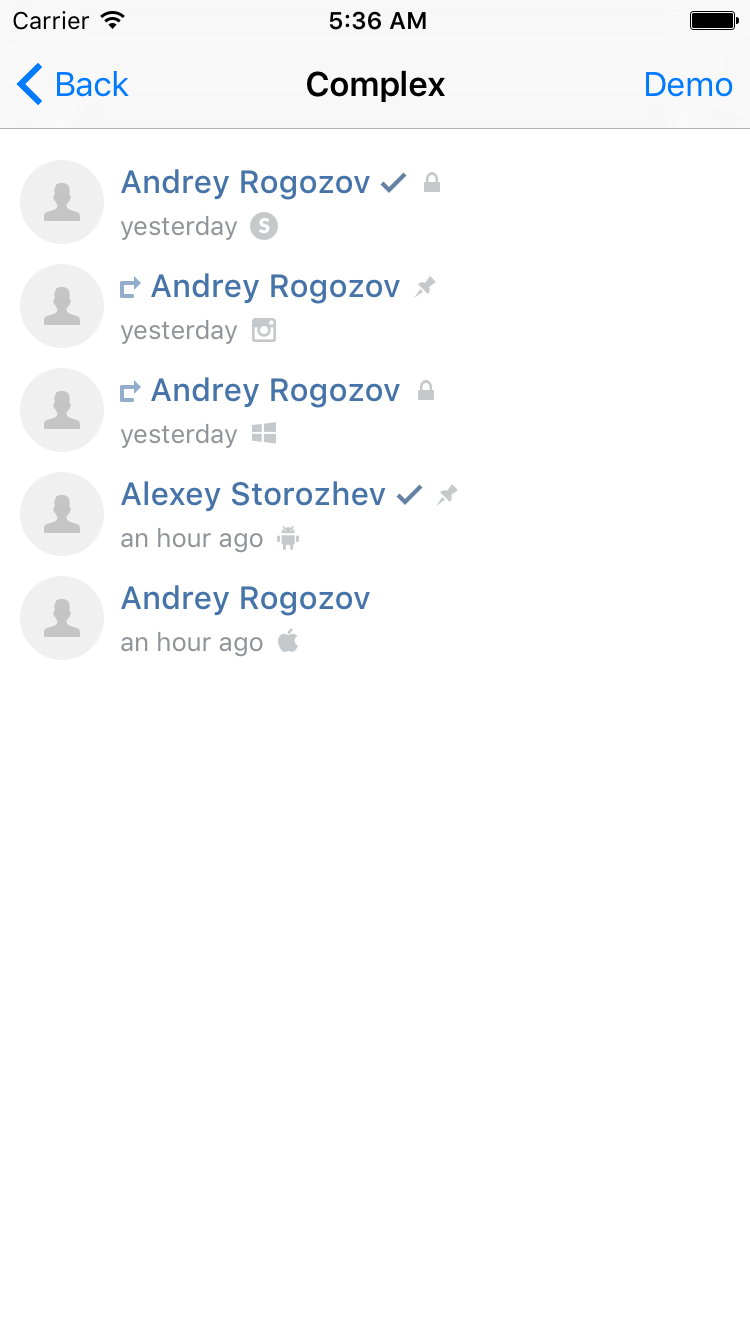 Carrier 5:36 AM
Back Complex Demo
Andrey Rogozov
yesterday S
Andrey Rogozov
yesterday
Andrey Rogozov
yesterday
Alexey Storozhev
an hour ago
Andrey Rogozov
an hour ago